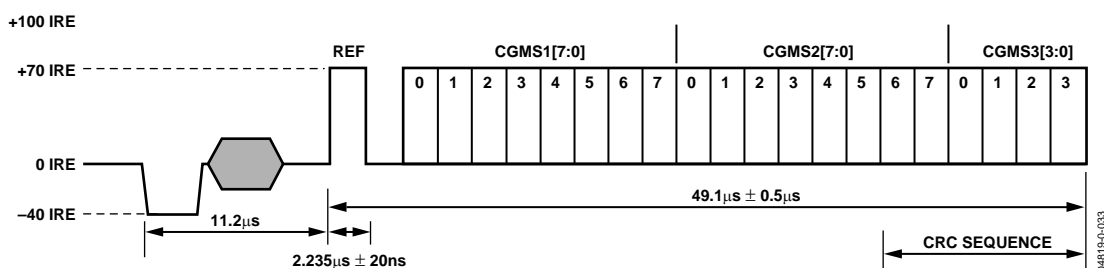 +100 IRE
REF CGMS1[7:0] CGMS2[7:0] CGMS3[3:0]
+70 IRE
0 1 2 3 4 5 6 7 0 1 2 3 4 5 6 7 0 1 2 3
0 IRE
49.1µs ± 0.5µs
–40 IRE
11.2µs
CRC SEQUENCE
2.235µs ± 20ns
04819-0-033